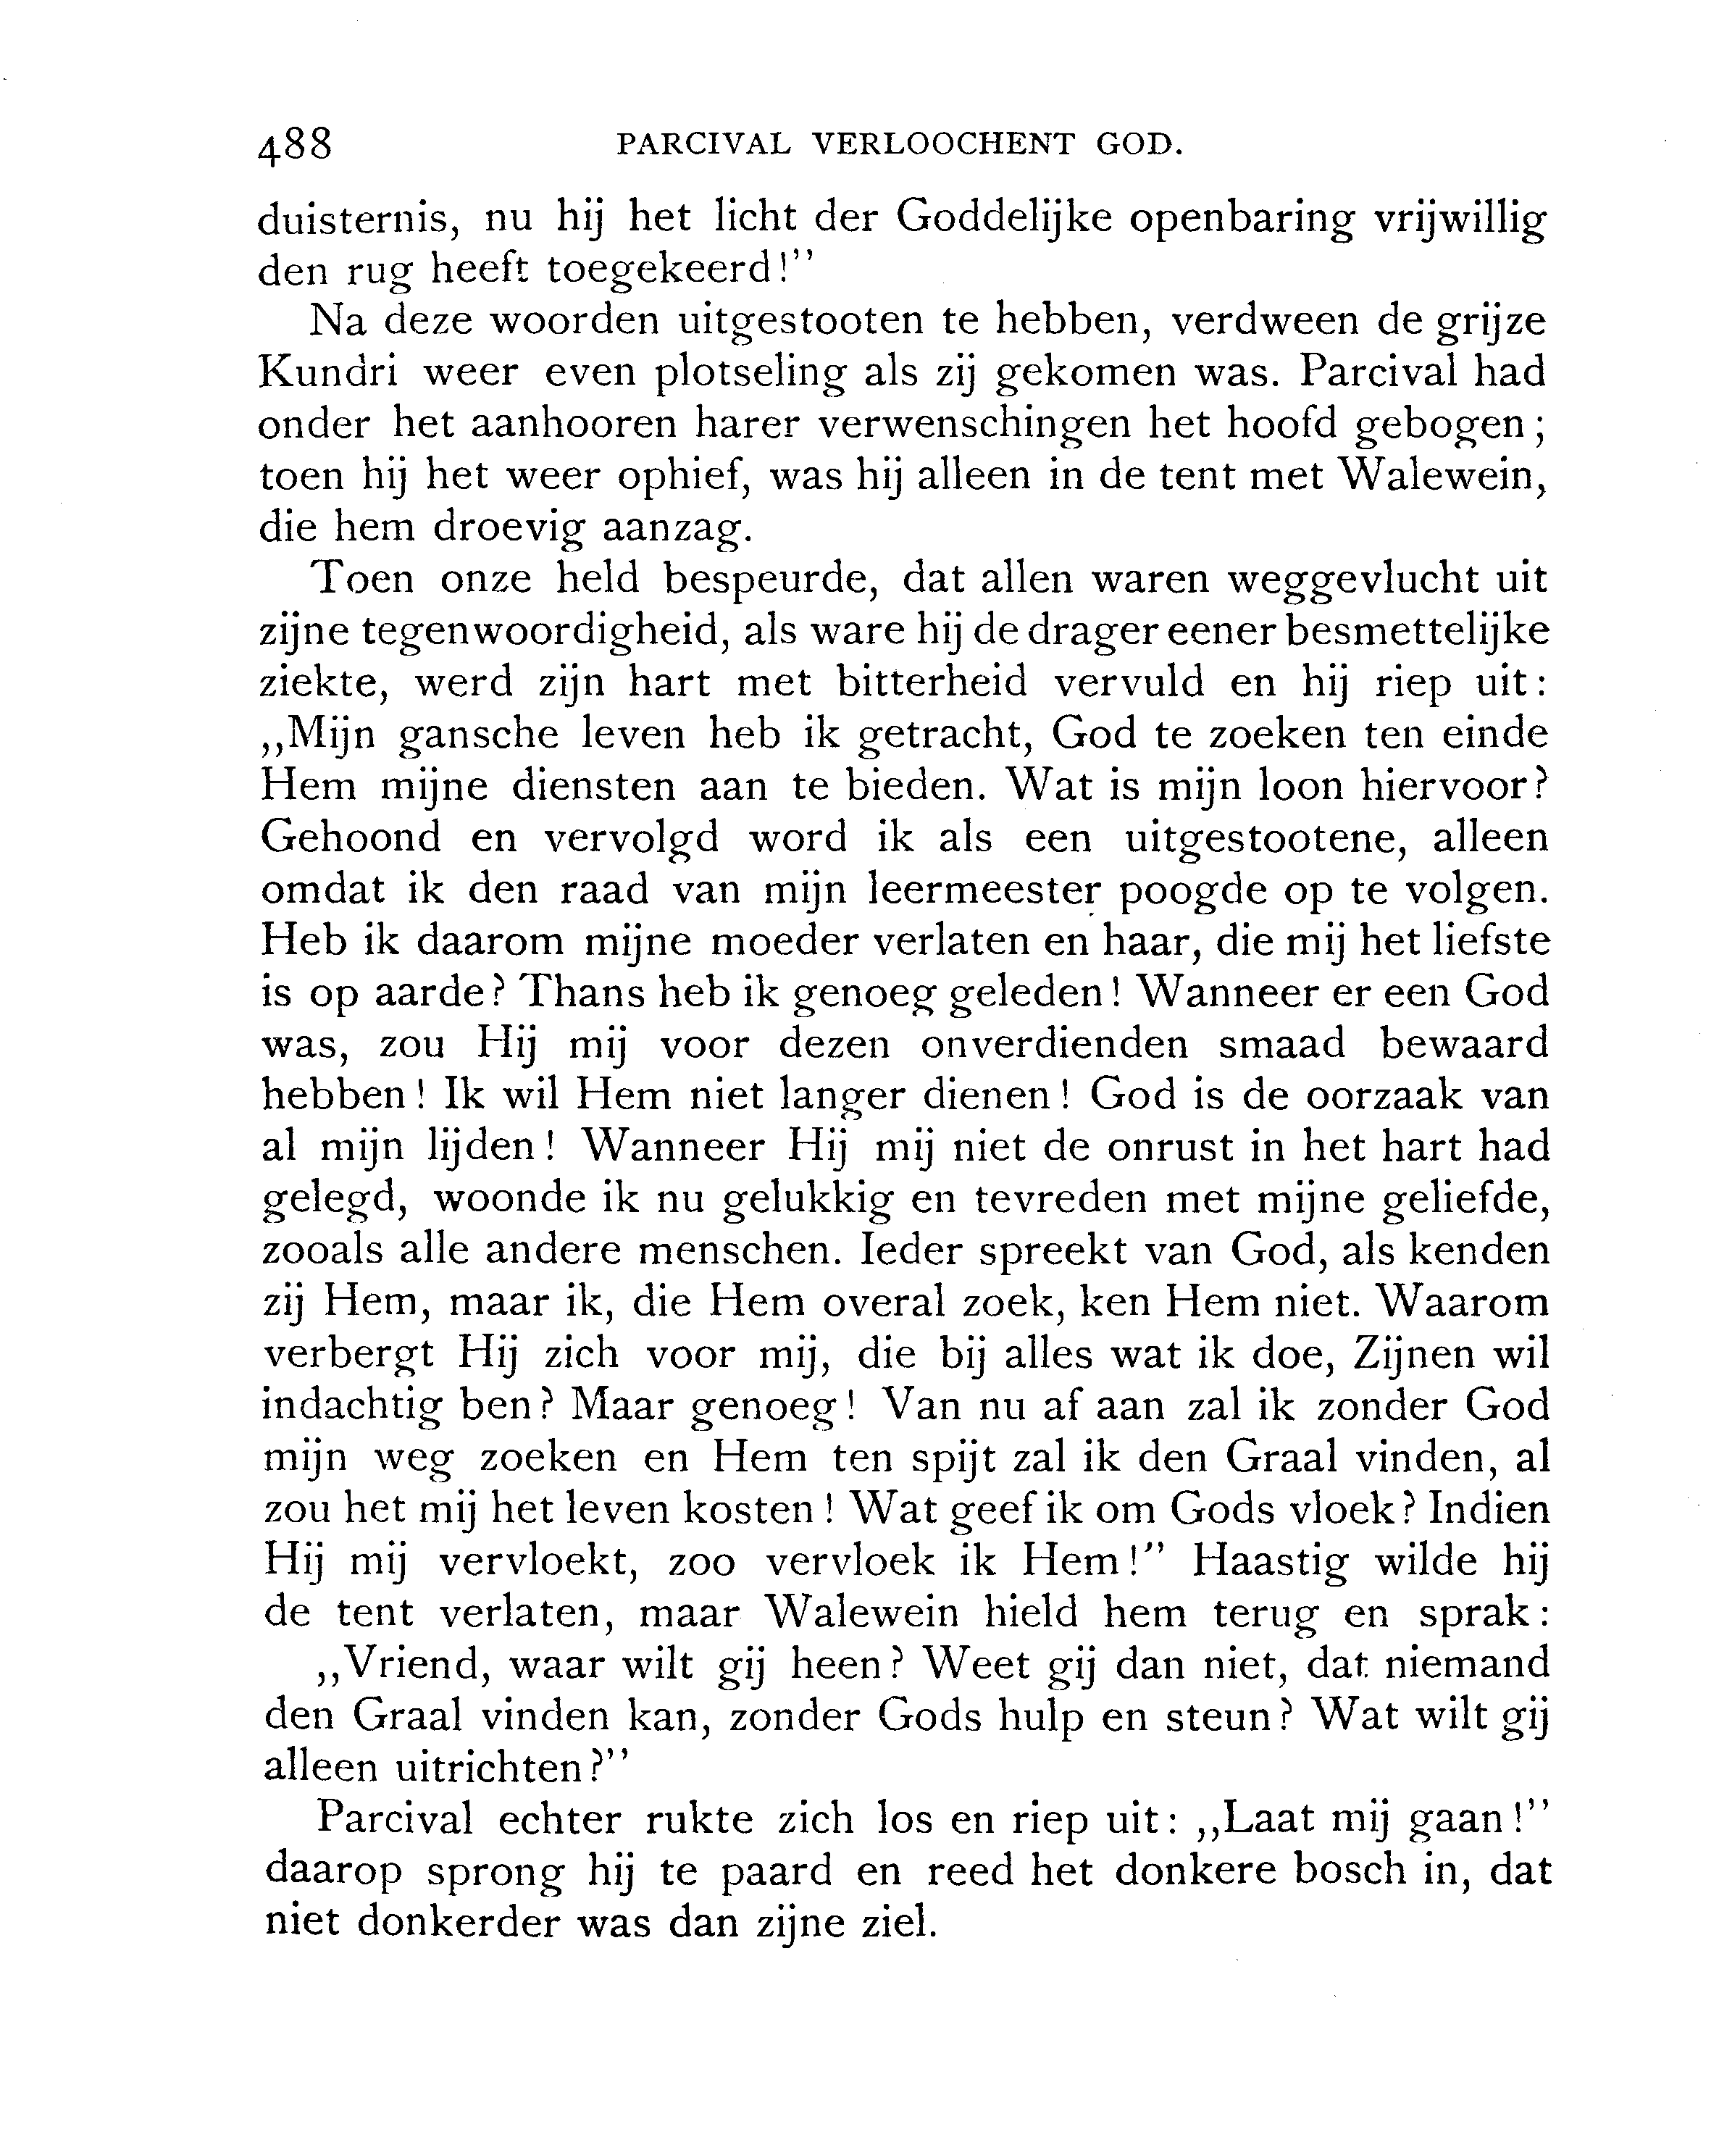 488 PARCIVAL VERLOOCHENT GOD.
duisternis, nu hij het licht der Goddelijke openbaring vrijwillig
den rug heeft toegekeerd!”
Na deze woorden uitgestooten te hebben, verdween de grijze
Kundri weer even plotseling als zij gekomen was. Parcival had
onder het aanhooren harer verwenschingen het hoofd gebogen;
toen hij het weer ophief, was hij alleen in de tent met Walewein,
die hem droevig aanzag.
Toen onze held bespeurde, dat allen waren weggevlucht uit
zijne tegenwoordigheid, als ware hij de drager eener besmettelijke
ziekte, werd zijn hart met bitterheid vervuld en hij riep uit:
„Mijn gansche leven heb ik getracht, God te zoeken ten einde
Hem mijne diensten aan te bieden. Wat is mijn loon hiervoor?
Gehoond en vervolgd word ik als een uitgestootene, alleen
omdat ik den raad van mijn leermeester poogde op te volgen.
Heb ik daarom mijne moeder verlaten en haar, die mij het liefste
is op aarde? Thans heb ik genoeg geleden! Wanneer er een God
was, zou Hij mij voor dezen onverdienden smaad bewaard
hebben! Ik wil Hem niet langer dienen! God is de oorzaak van
al mijn lijden! Wanneer Hij mij niet de onrust in het hart had
gelegd, woonde ik nu gelukkig en tevreden met mijne geliefde,
zooals alle andere menschen. Ieder spreekt van God, als kenden
zij Hem, maar ik, die Hem overal zoek, ken Hem niet. Waarom
verbergt Hij zich voor mij, die bij alles wat ik doe, Zijnen wil
indachtig ben? Maar genoeg! Van nu af aan zal ik zonder God
mijn weg zoeken en Hem ten spijt zal ik den Graal vinden, al
zou het mij het leven kosten! Wat geef ik om Gods vloek? Indien
Hij mij vervloekt, zoo vervloek ik Hem!” Haastig wilde hij
de tent verlaten, maar Walewein hield hem terug en sprak:
„Vriend, waar wilt gij heen? Weet gij dan niet, dat niemand
den Graal vinden kan, zonder Gods hulp en steun? Wat wilt gij
alleen uitrichten?”
Parcival echter rukte zich los en riep uit: „Laat mij gaan!”
daarop sprong hij te paard en reed het donkere bosch in, dat
niet donkerder was dan zijne ziel.